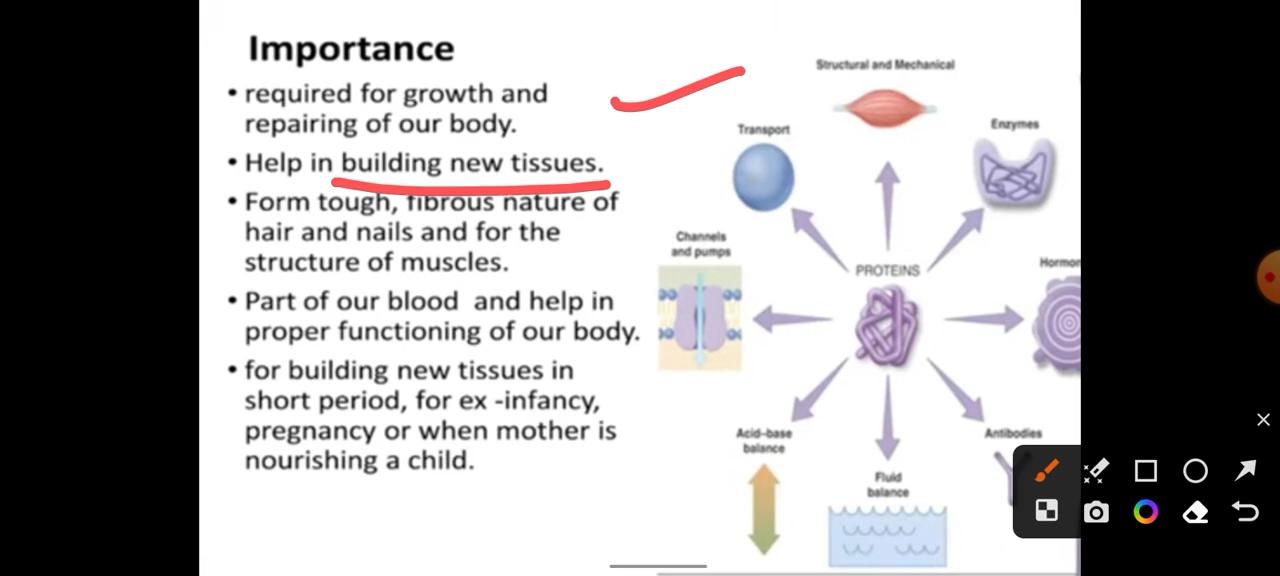 Importance
• required for growth and
repairing of our body.
• Help in building new tissues.
• Form tough, fibrous nature of
hair and nails and for the
structure of muscles.
• Part of our blood and help in
proper functioning of our body.
• for building new tissues in
short period, for ex -infancy,
pregnancy or when mother is
nourishing a child.
Structural and Mechanical
Transport
Enzymes
Channels
and pumps
PROTEINS
Hormon
Acid-base
balance
Fluid
balance
Antibodies